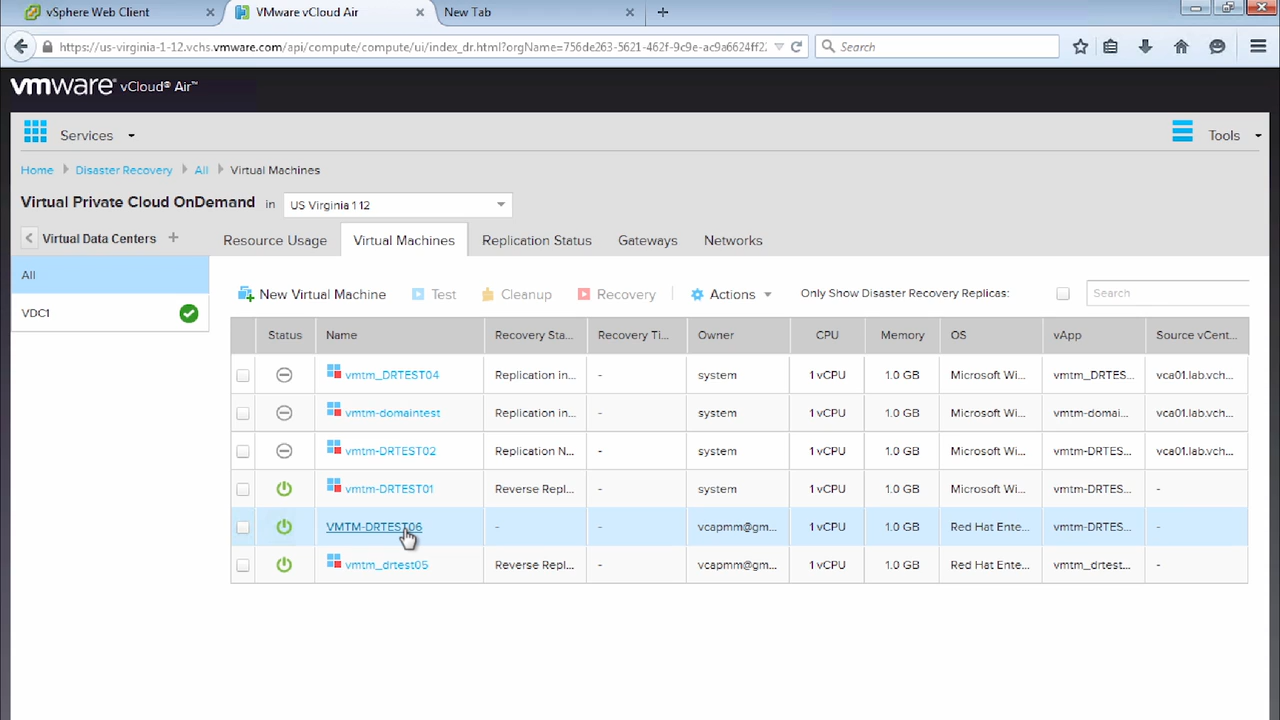 vSphere Web Client × VMware vCloud Air × New Tab × +
https://us-virginia-1-12.vchs.vmware.com/api/compute/compute/ui/index_dr.html?orgName=756de263-5621-462f-9c9e-ac9a6624ff2 Search
vmware® vCloud® Air™
Services Tools
Home Disaster Recovery All Virtual Machines
Virtual Private Cloud OnDemand in US Virginia 1 12
Virtual Data Centers + Resource Usage Virtual Machines Replication Status Gateways Networks
All
VDC1
New Virtual Machine Test Cleanup Recovery Actions Only Show Disaster Recovery Replicas: Search
Status Name Recovery Sta... Recovery Ti... Owner CPU Memory OS vApp Source vCent...
vmtm_DRTEST04 Replication in... - system 1 vCPU 1.0 GB Microsoft Wi... vmtm_DRTES... vca01.lab.vch...
vmtm-domaintest Replication in... - system 1 vCPU 1.0 GB Microsoft Wi... vmtm-domai... vca01.lab.vch...
vmtm-DRTEST02 Replication N... - system 1 vCPU 1.0 GB Microsoft Wi... vmtm-DRTES... vca01.lab.vch...
vmtm-DRTEST01 Reverse Repl... - system 1 vCPU 1.0 GB Microsoft Wi... vmtm-DRTES... -
VMTM-DRTEST06 - - vcapmm@gm... 1 vCPU 1.0 GB Red Hat Ente... vmtm-DRTES... -
vmtm_drtest05 Reverse Repl... - vcapmm@gm... 1 vCPU 1.0 GB Red Hat Ente... vmtm_drtest... -